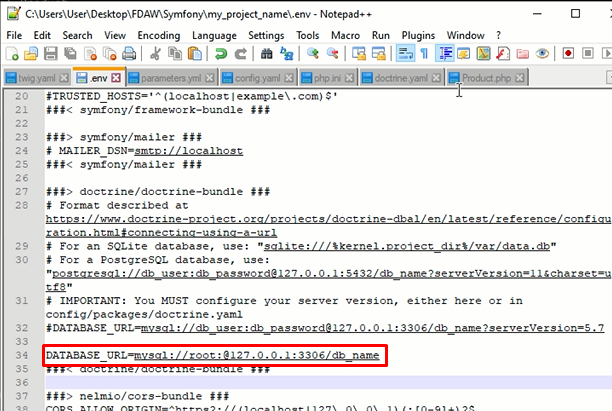 C:\Users\User\Desktop\FDAW\Symfony\my_project_name\.env - Notepad++
File Edit Search View Encoding Language Settings Tools Macro Run Plugins Window ?
twig.yaml .env parameters.yml config.yaml php.ini doctrine.yaml Product.php
20 #TRUSTED_HOSTS='^(localhost|example\.com)$'
21 ###< symfony/framework-bundle ###
22
23 ###> symfony/mailer ###
24 # MAILER_DSN=smtp://localhost
25 ###< symfony/mailer ###
26
27 ###> doctrine/doctrine-bundle ###
28 # Format described at
https://www.doctrine-project.org/projects/doctrine-dbal/en/latest/reference/configu
ration.html#connecting-using-a-url
29 # For an SQLite database, use: "sqlite:///%kernel.project_dir%/var/data.db"
30 # For a PostgreSQL database, use:
"postgresql://db_user:db_password@127.0.0.1:5432/db_name?serverVersion=11&charset=u
tf8"
31 # IMPORTANT: You MUST configure your server version, either here or in
config/packages/doctrine.yaml
32 #DATABASE_URL=mysql://db_user:db_password@127.0.0.1:3306/db_name?serverVersion=5.7
33
34 DATABASE_URL=mysql://root:@127.0.0.1:3306/db_name
35 ###< doctrine/doctrine-bundle ###
36
37 ###> nelmio/cors-bundle ###
38 CORS_ALLOW_ORIGIN=^https?://(localhost|127\.0\.0\.1)(:[0-9]+)?$